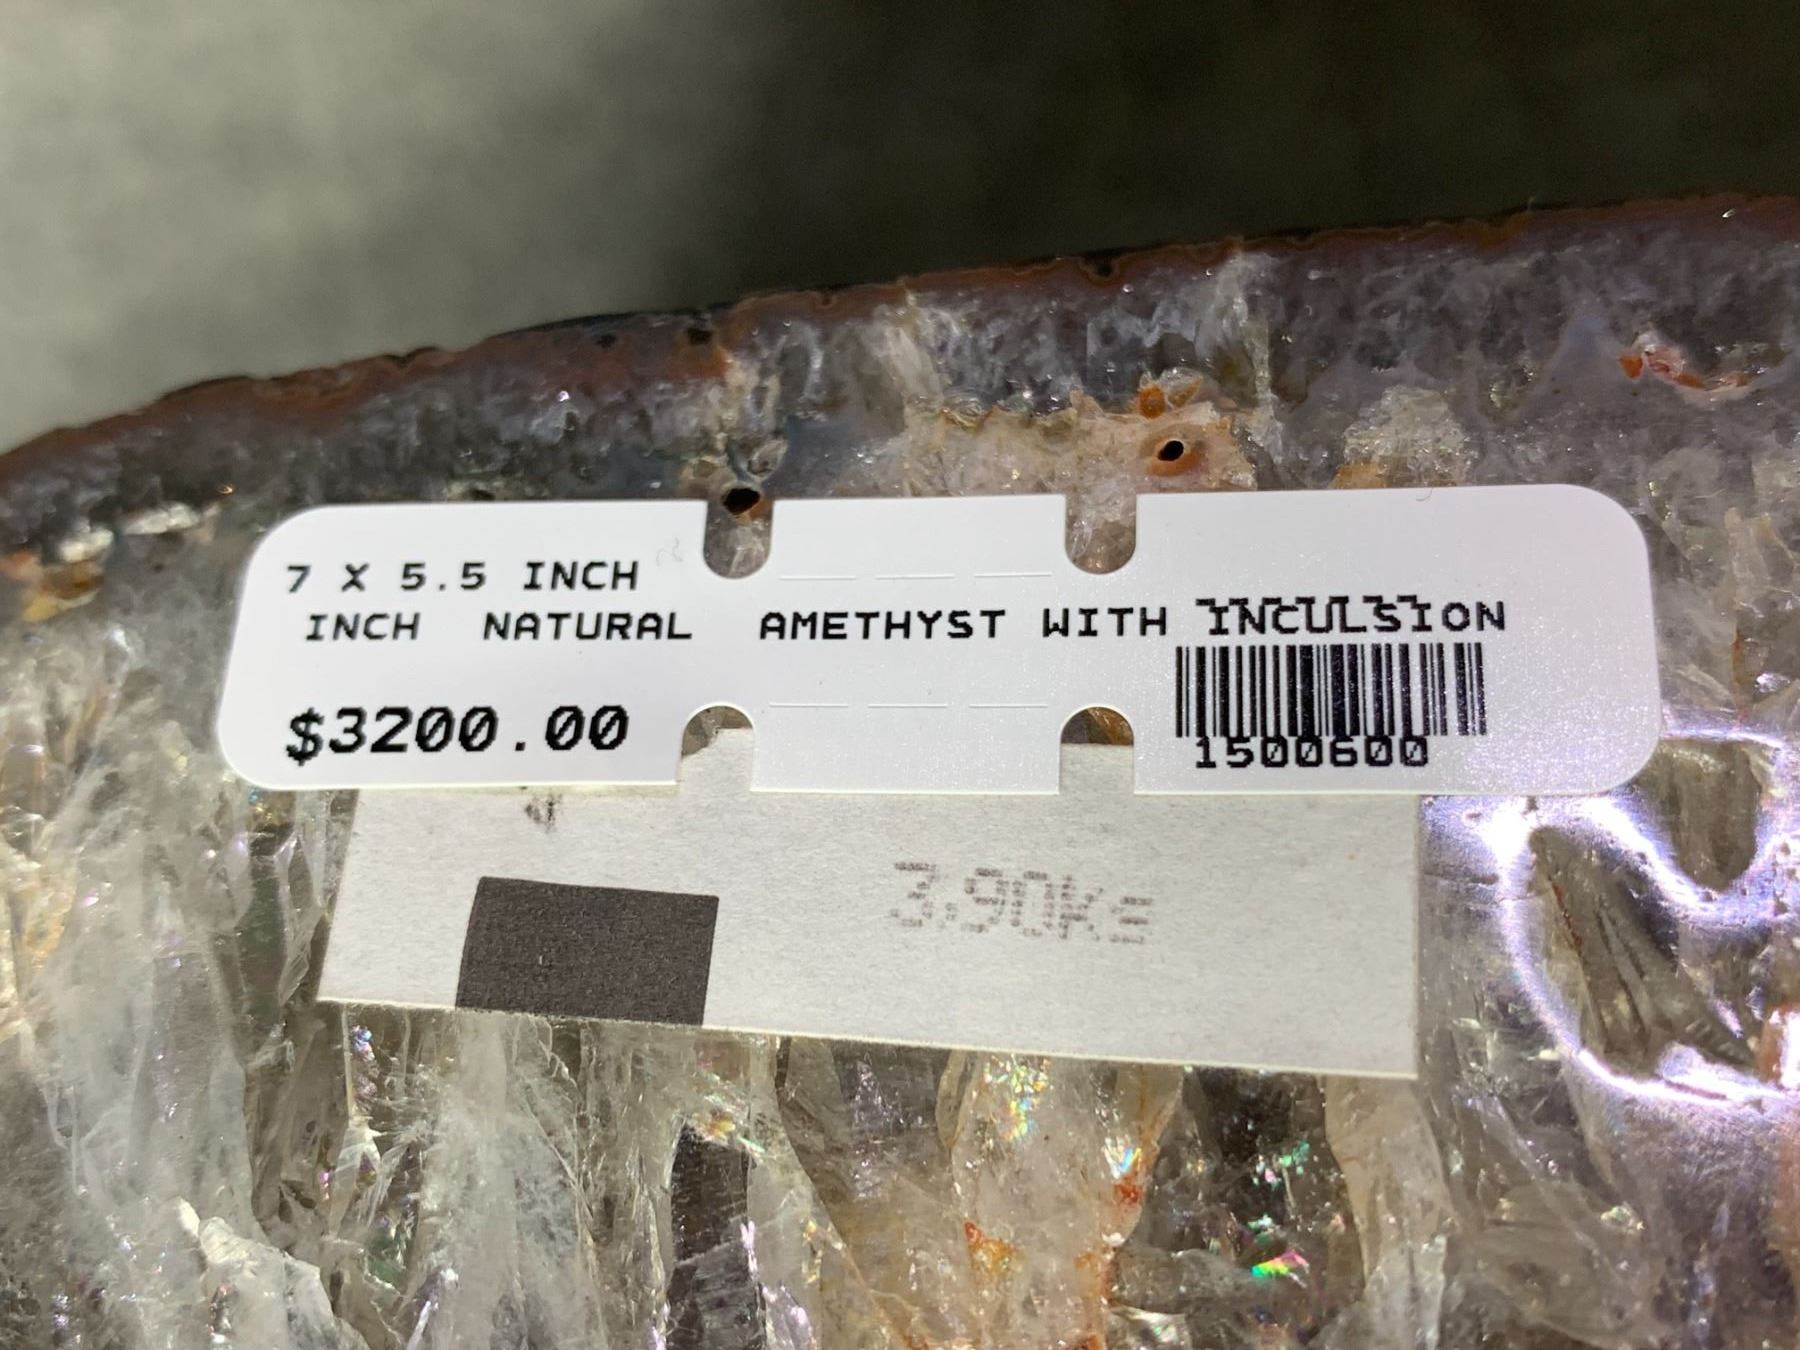 7 X 5.5 INCH
INCH NATURAL AMETHYST WITH INCULSION
$3200.00
1500600
3.90Kg